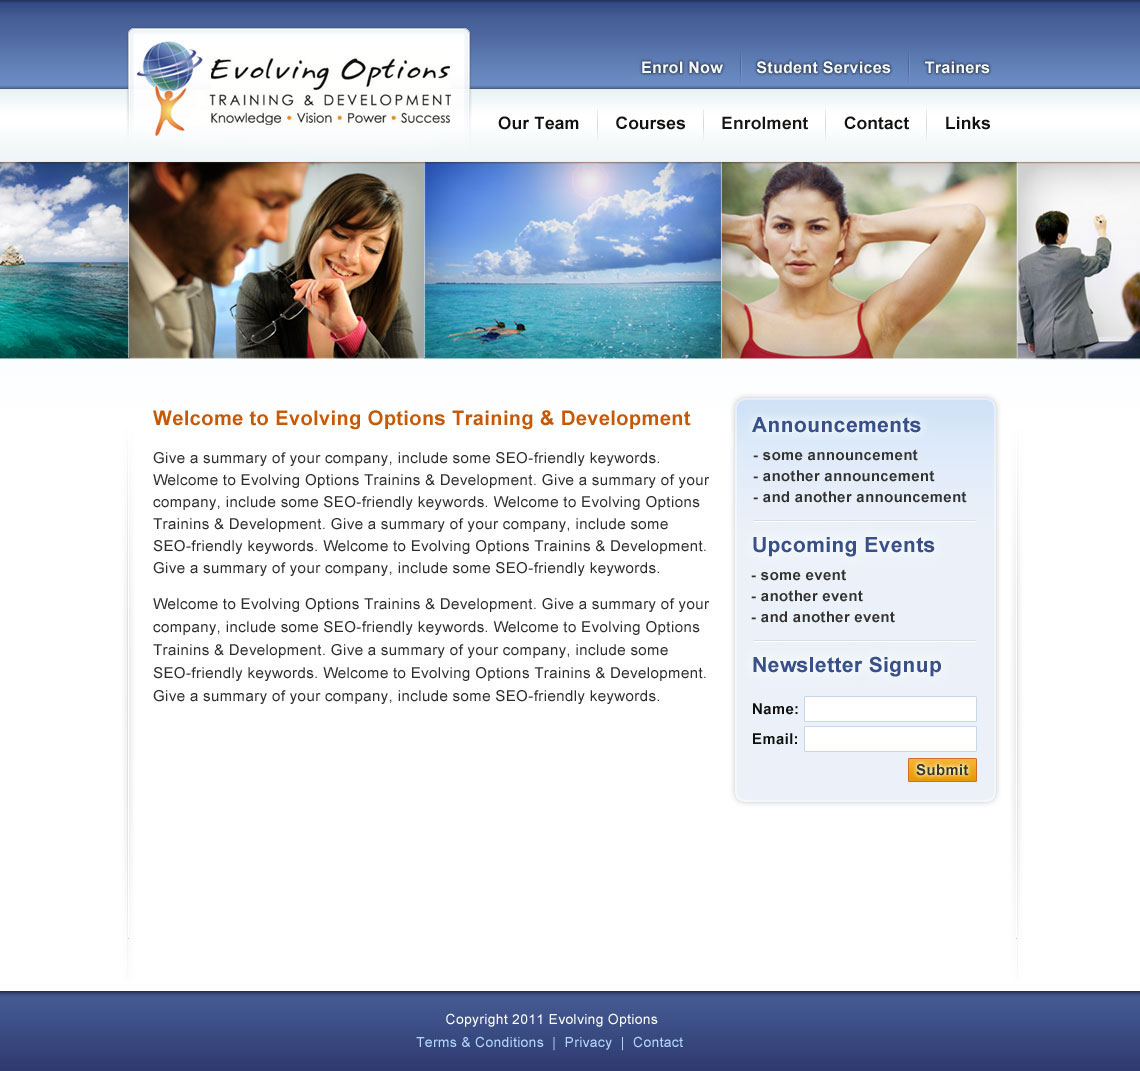 Evolving Options
TRAINING & DEVELOPMENT
Knowledge • Vision • Power • Success
Enrol Now
Student Services
Trainers
Our Team
Courses
Enrolment
Contact
Links
Welcome to Evolving Options Training & Development
Give a summary of your company, include some SEO-friendly keywords.
Welcome to Evolving Options Trainins & Development. Give a summary of your
company, include some SEO-friendly keywords. Welcome to Evolving Options
Trainins & Development. Give a summary of your company, include some
SEO-friendly keywords. Welcome to Evolving Options Trainins & Development.
Give a summary of your company, include some SEO-friendly keywords.
Welcome to Evolving Options Trainins & Development. Give a summary of your
company, include some SEO-friendly keywords. Welcome to Evolving Options
Trainins & Development. Give a summary of your company, include some
SEO-friendly keywords. Welcome to Evolving Options Trainins & Development.
Give a summary of your company, include some SEO-friendly keywords.
Announcements
- some announcement
- another announcement
- and another announcement
Upcoming Events
- some event
- another event
- and another event
Newsletter Signup
Name:
Email:
Submit
Copyright 2011 Evolving Options
Terms & Conditions | Privacy | Contact